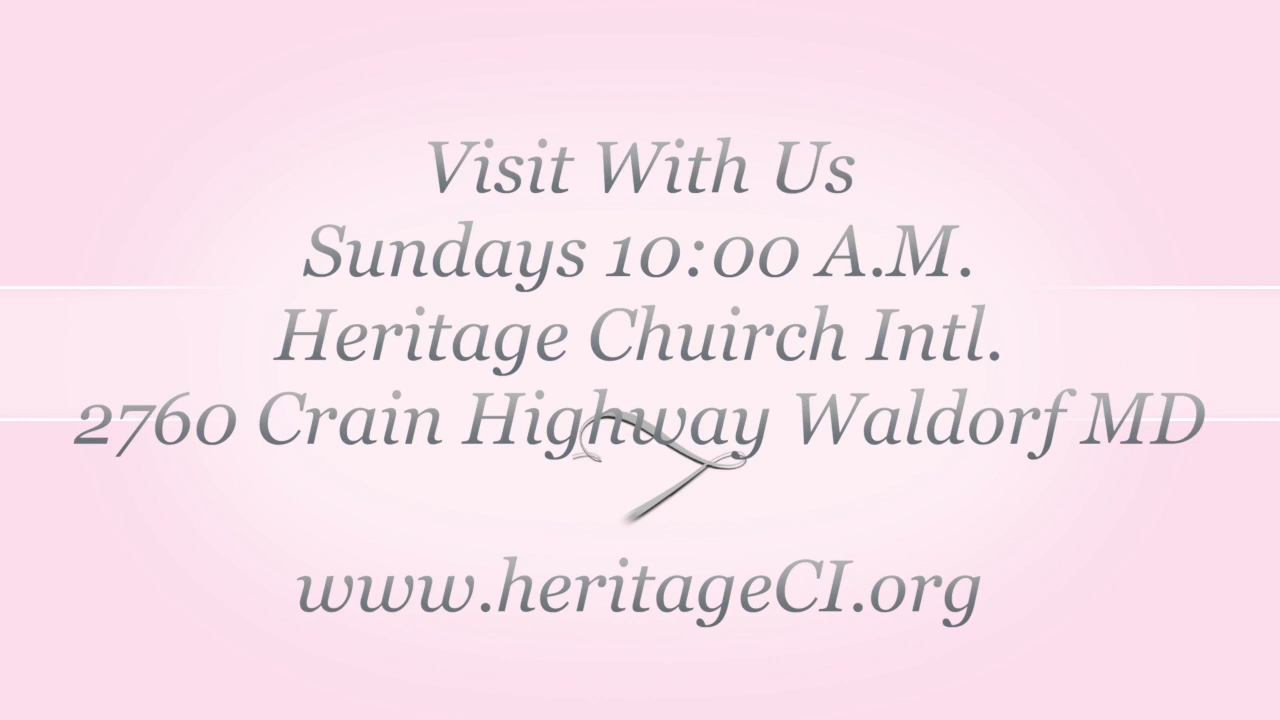 Visit With Us
Sundays 10:00 A.M.
Heritage Chuirch Intl.
2760 Crain Highway Waldorf MD
www.heritageCI.org